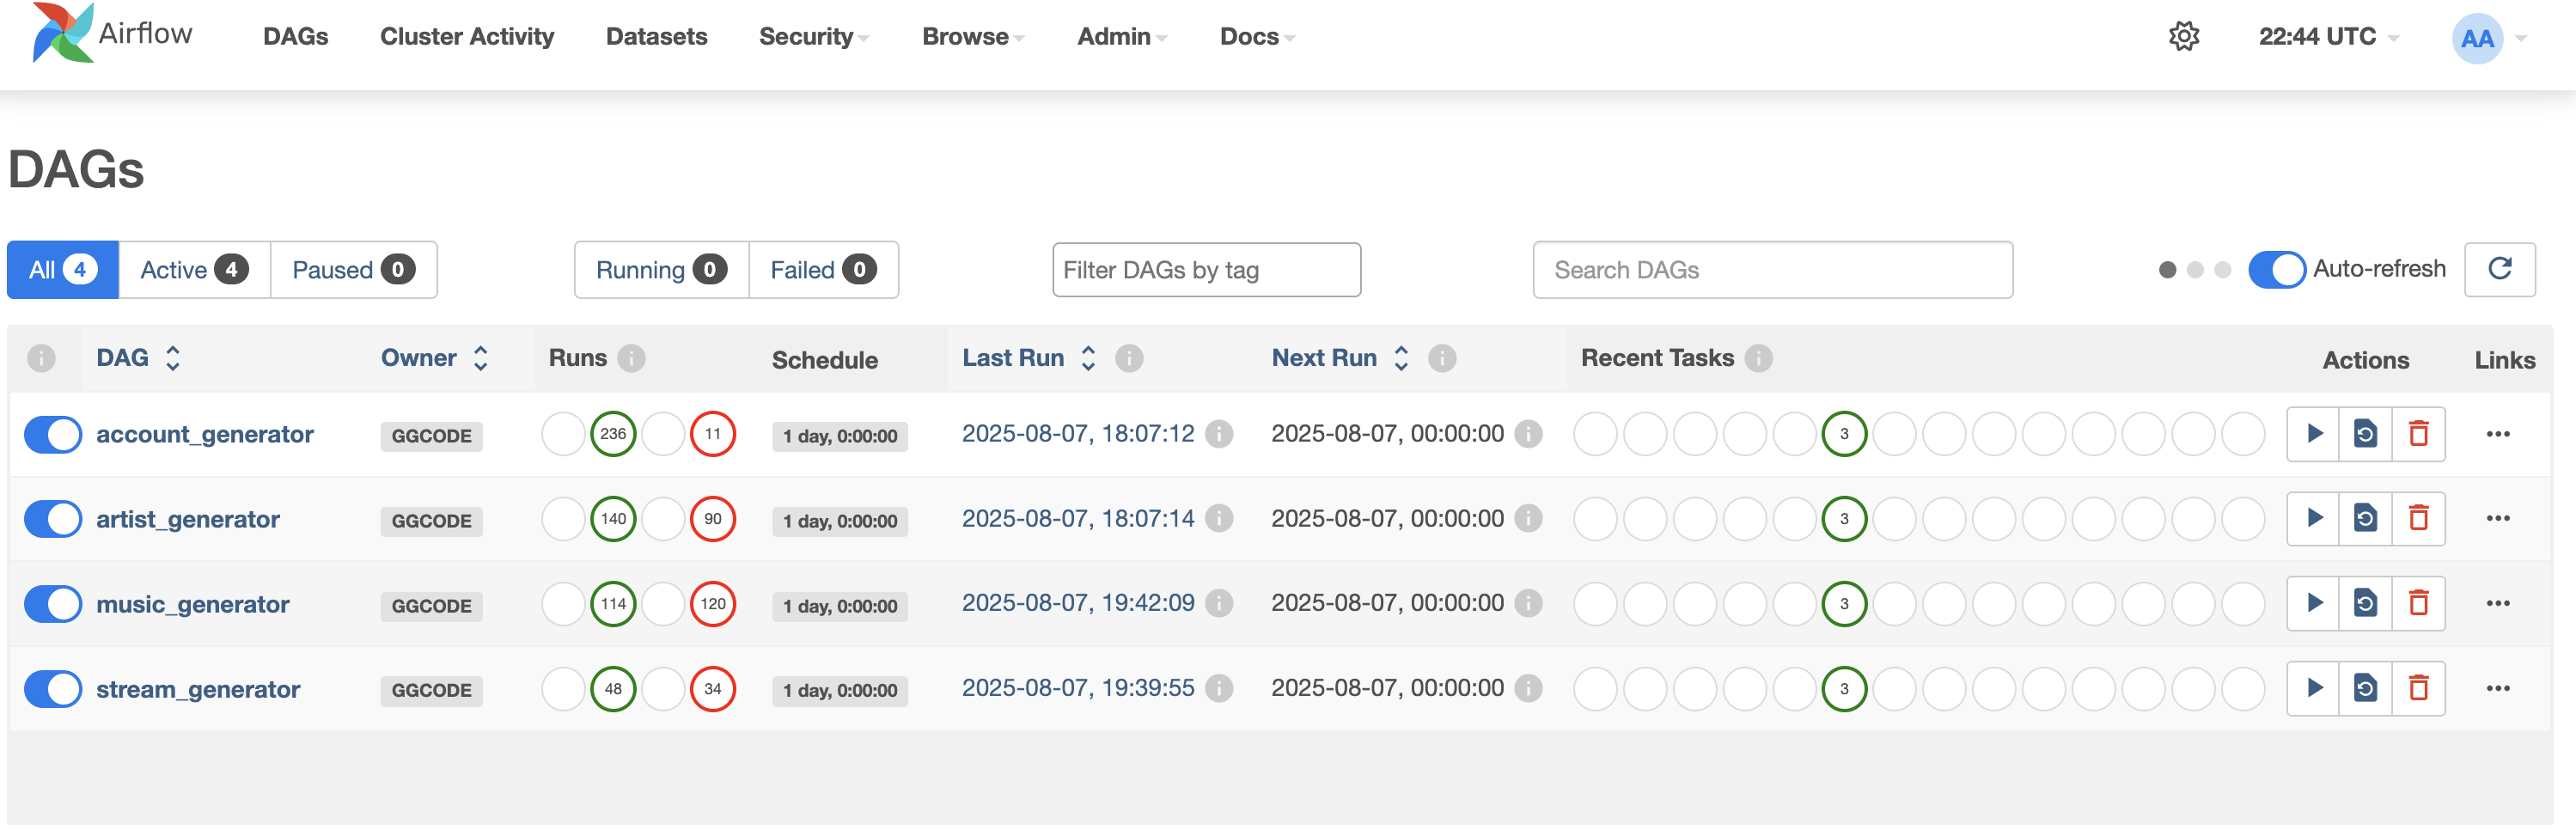 Airflow DAGs Cluster Activity Datasets Security Browse Admin Docs 22:44 UTC AA
DAGs
All 4 Active 4 Paused 0 Running 0 Failed 0 Filter DAGs by tag Search DAGs Auto-refresh
DAG Owner Runs Schedule Last Run Next Run Recent Tasks Actions Links
account_generator GGCODE 236 11 1 day, 0:00:00 2025-08-07, 18:07:12 2025-08-07, 00:00:00 3
artist_generator GGCODE 140 90 1 day, 0:00:00 2025-08-07, 18:07:14 2025-08-07, 00:00:00 3
music_generator GGCODE 114 120 1 day, 0:00:00 2025-08-07, 19:42:09 2025-08-07, 00:00:00 3
stream_generator GGCODE 48 34 1 day, 0:00:00 2025-08-07, 19:39:55 2025-08-07, 00:00:00 3